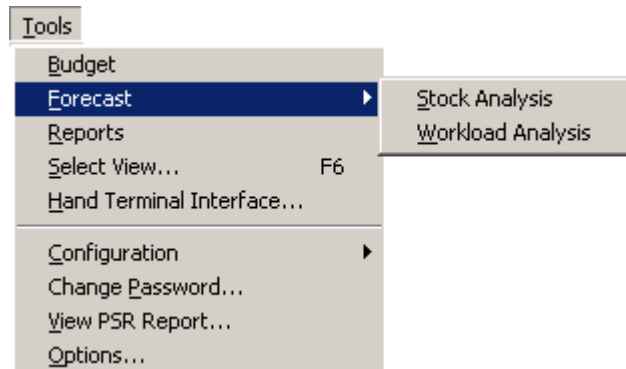 Tools
Budget
Forecast
Stock Analysis
Workload Analysis
Reports
Select View... F6
Hand Terminal Interface...
Configuration
Change Password...
View PSR Report...
Options...